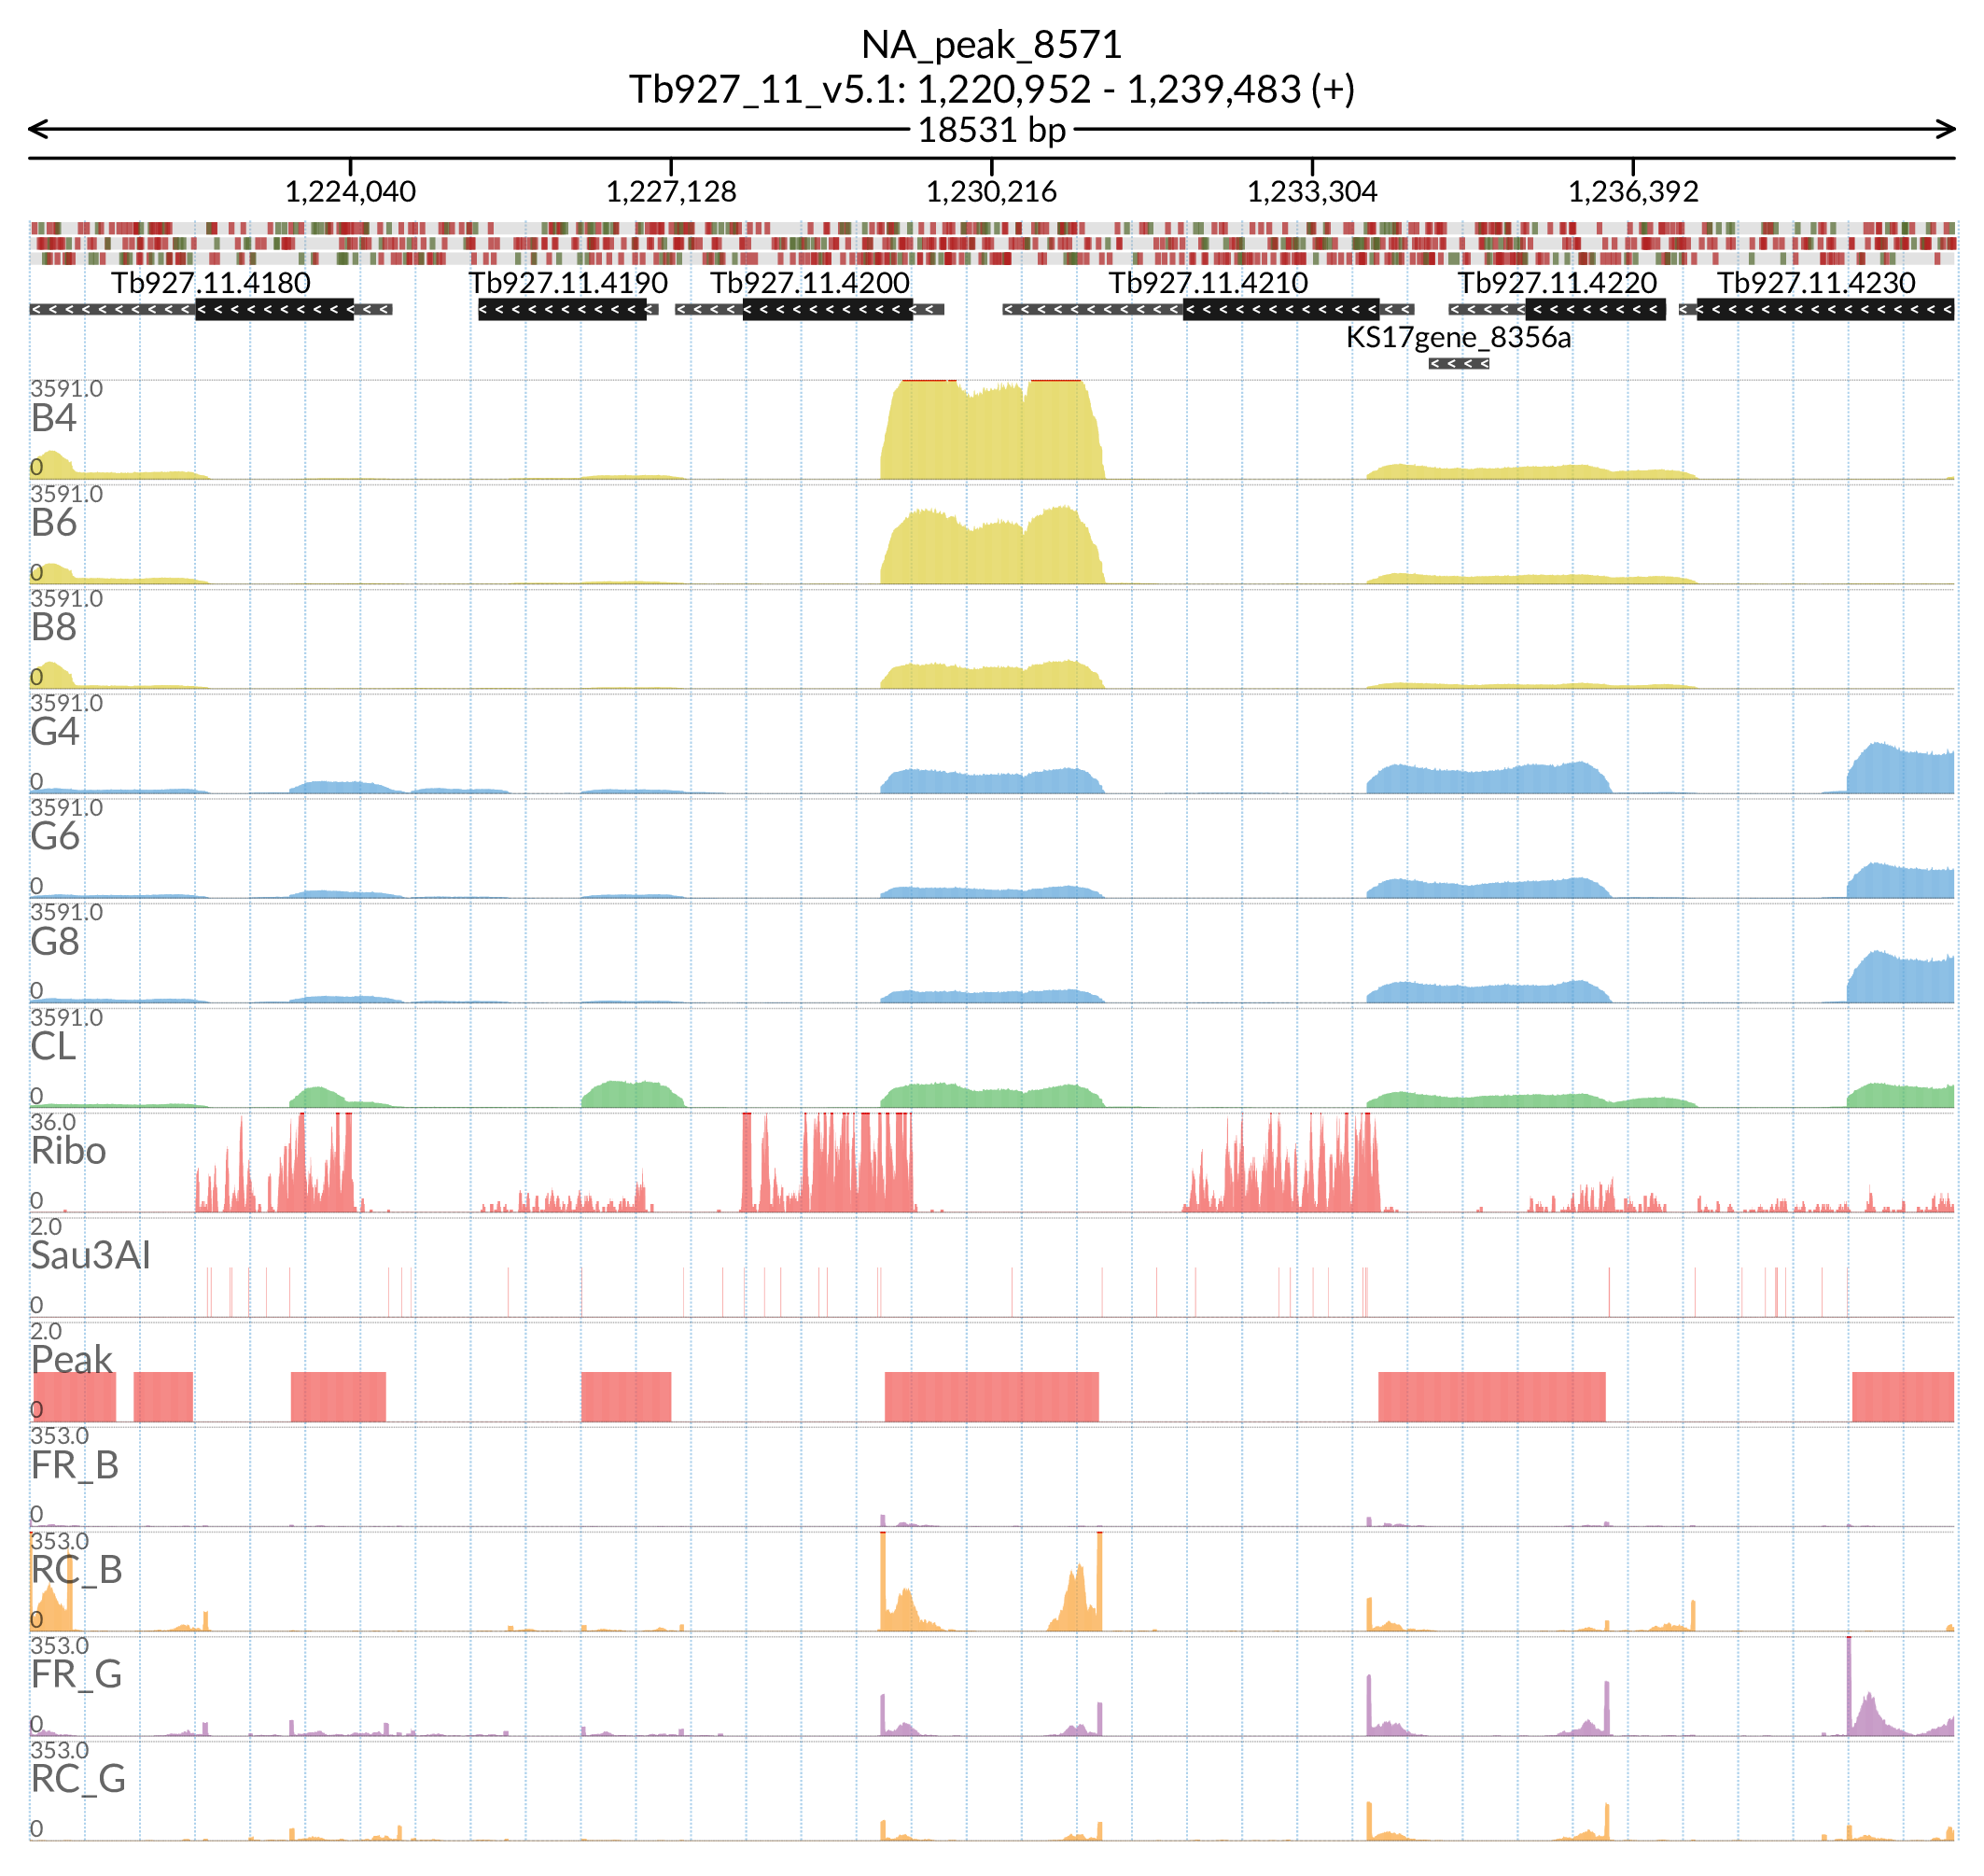 NA_peak_8571
Tb927_11_v5.1: 1,220,952 - 1,239,483 (+)
18531 bp
1,224,040 1,227,128 1,230,216 1,233,304 1,236,392
Tb927.11.4180 Tb927.11.4190 Tb927.11.4200 Tb927.11.4210 Tb927.11.4220 Tb927.11.4230
KS17gene_8356a
3591.0
B4
0
3591.0
B6
0
3591.0
B8
0
3591.0
G4
0
3591.0
G6
0
3591.0
G8
0
3591.0
CL
0
36.0
Ribo
0
2.0
Sau3AI
0
2.0
Peak
0
353.0
FR_B
0
353.0
RC_B
0
353.0
FR_G
0
353.0
RC_G
0